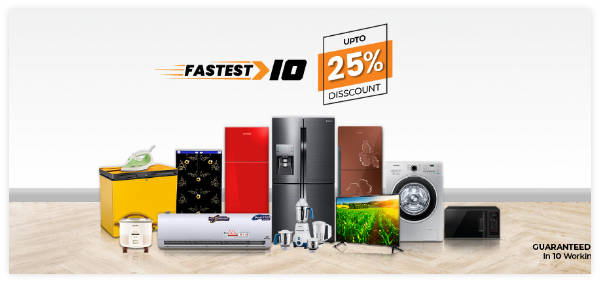 FASTEST 10
UPTO
25%
DISSCOUNT
GUARANTEED
In 10 Workin